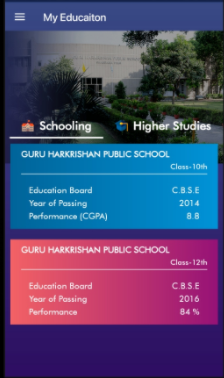 My Educaiton
Schooling
Higher Studies
GURU HARKRISHAN PUBLIC SCHOOL
Class-10th
Education Board C.B.S.E
Year of Passing 2014
Performance (CGPA) 8.8
GURU HARKRISHAN PUBLIC SCHOOL
Class-12th
Education Board C.B.S.E
Year of Passing 2016
Performance 84 %